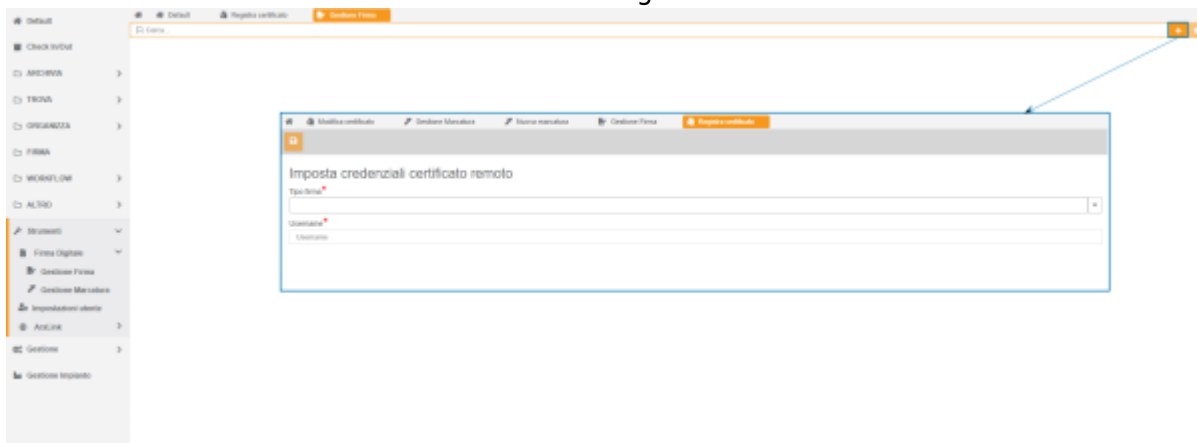 Default
Check In/Out
ARCHIVIA
TROVA
ORGANIZZA
FIRMA
WORKFLOW
ALTRO
Strumenti
Firma Digitale
Gestione Firma
Gestione Marcatura
Impostazioni utente
ArxLink
Gestione
Gestione Impianto
Default Registra certificato Gestione Firma
Cerca...
Modifica certificato Gestione Marcatura Nuova marcatura Gestione Firma Registra certificato
Imposta credenziali certificato remoto
Tipo firma*
Username*
Username